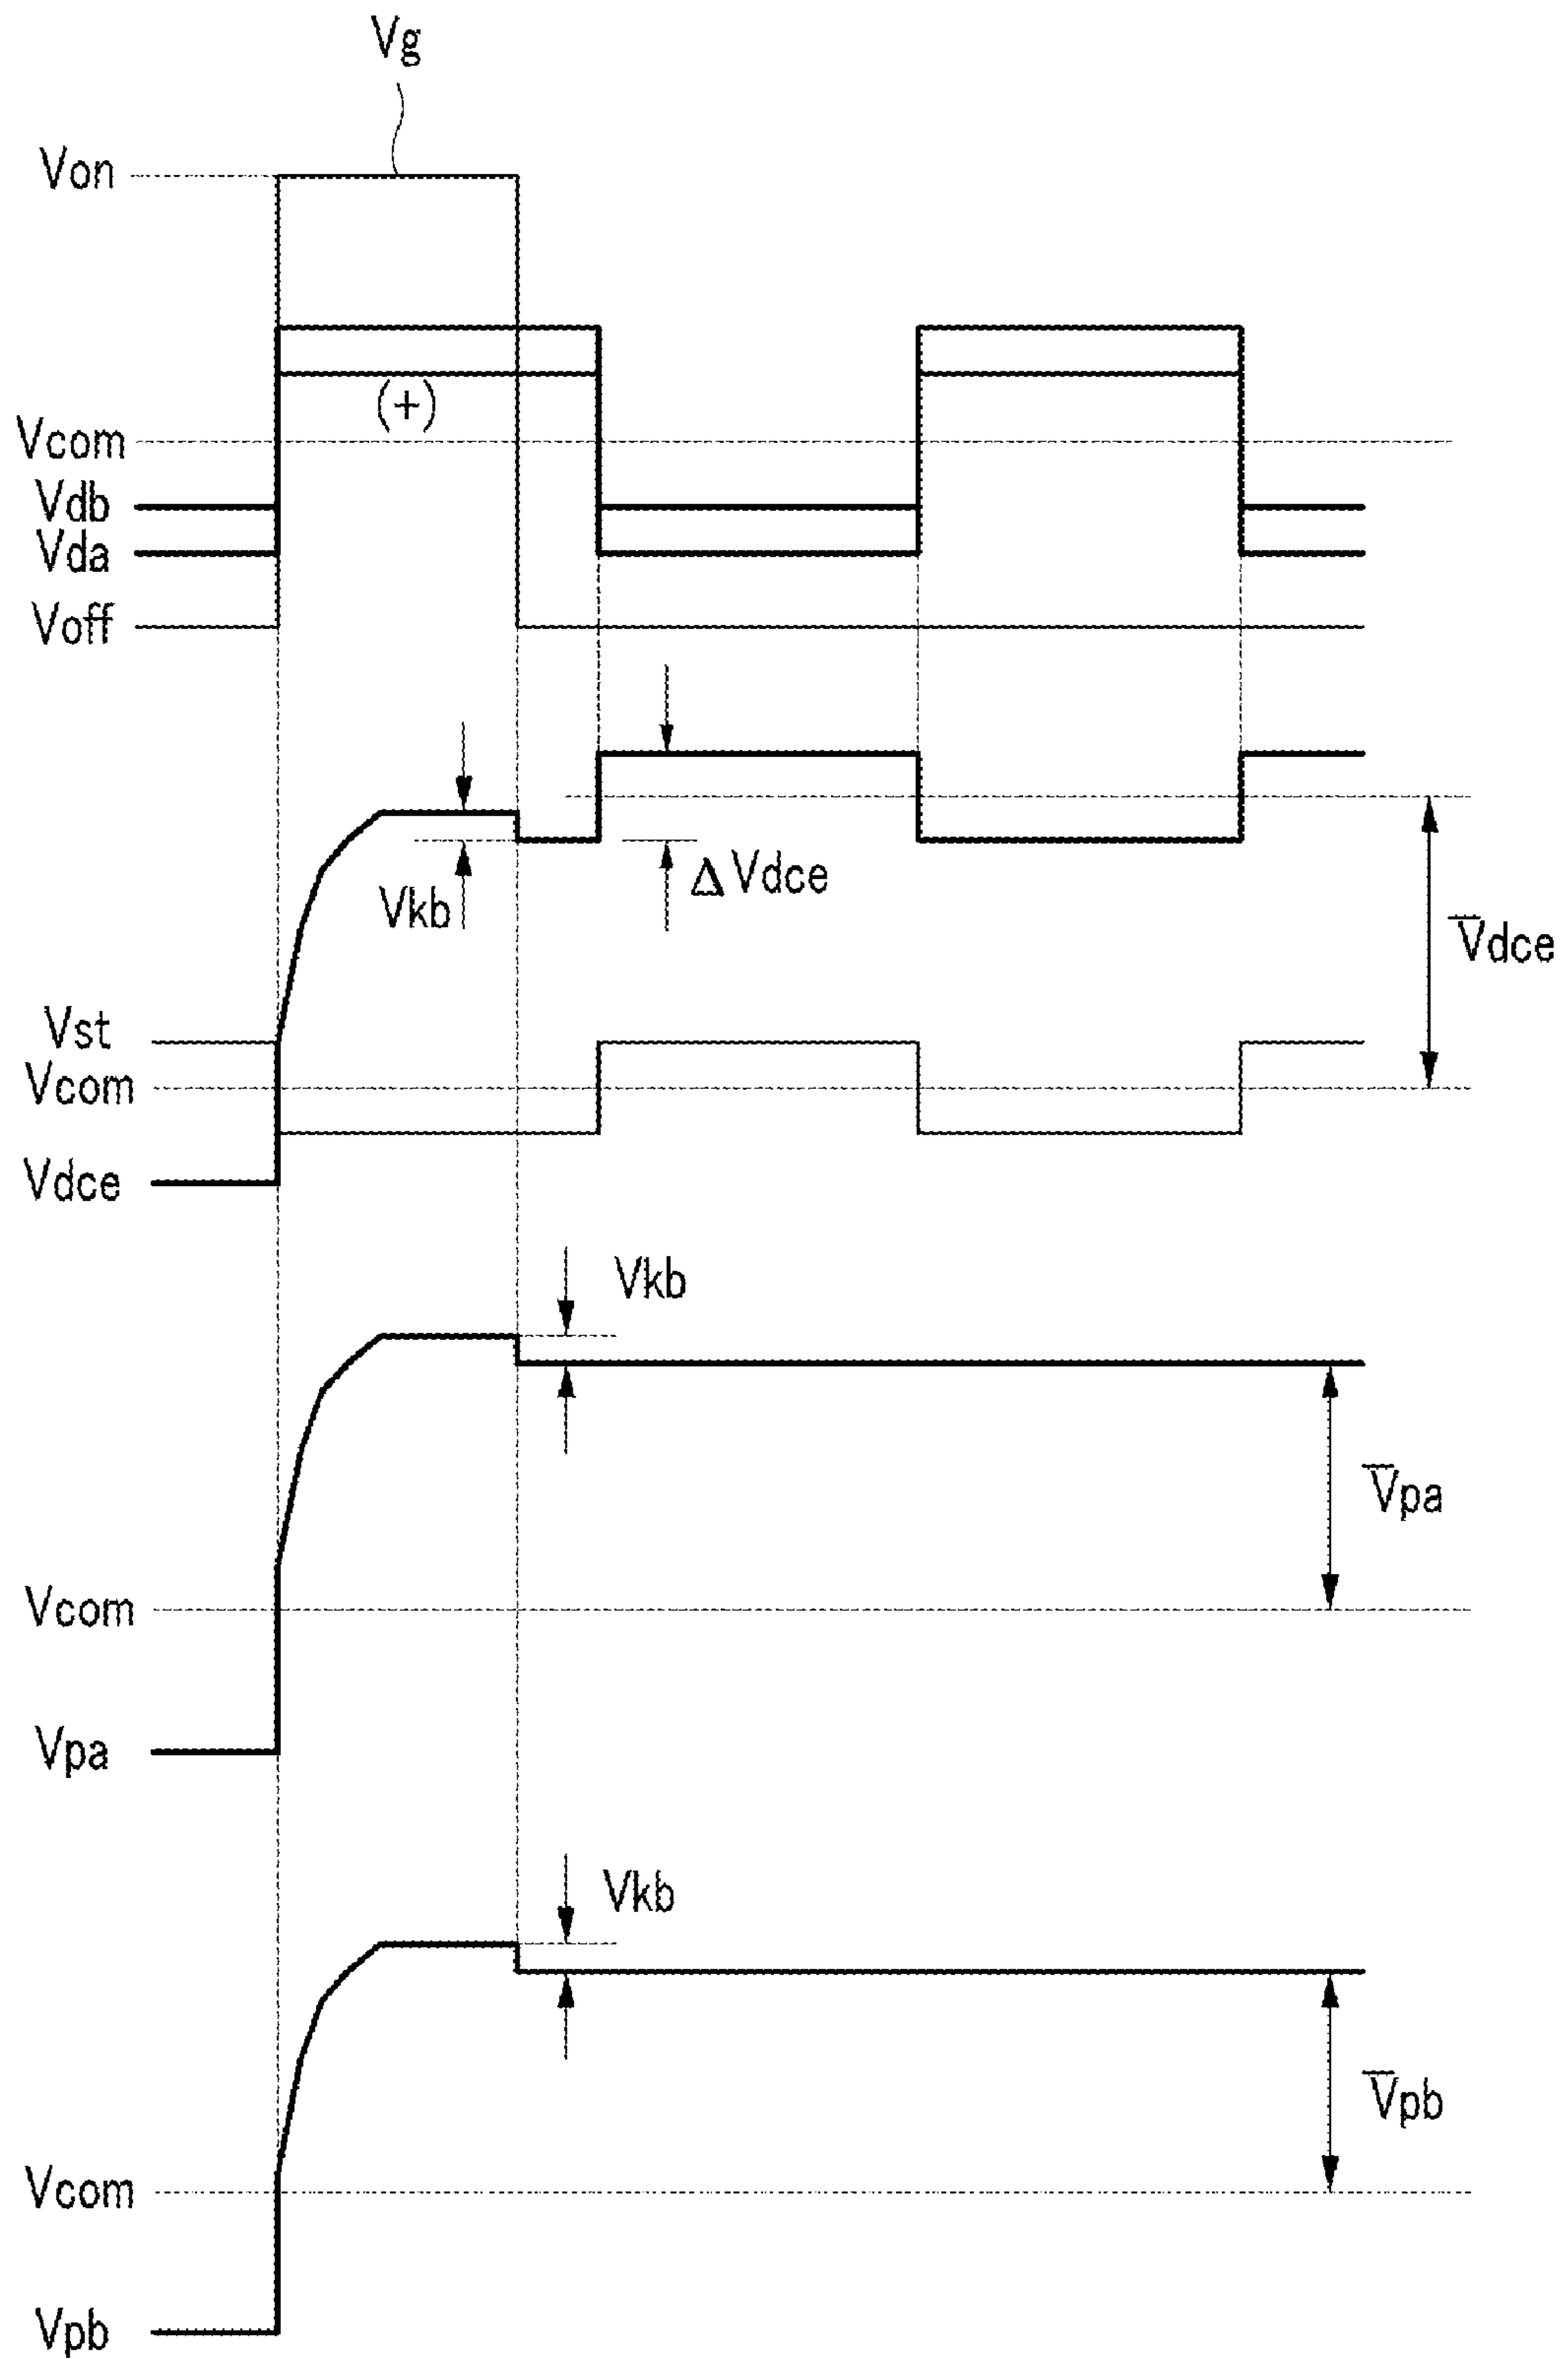 Vg
Von
(+)
Vcom
Vdb
Vda
Voff
ΔVdce
Vkb
V̅dce
Vst
Vcom
Vdce
Vkb
V̅pa
Vcom
Vpa
Vkb
V̅pb
Vcom
Vpb